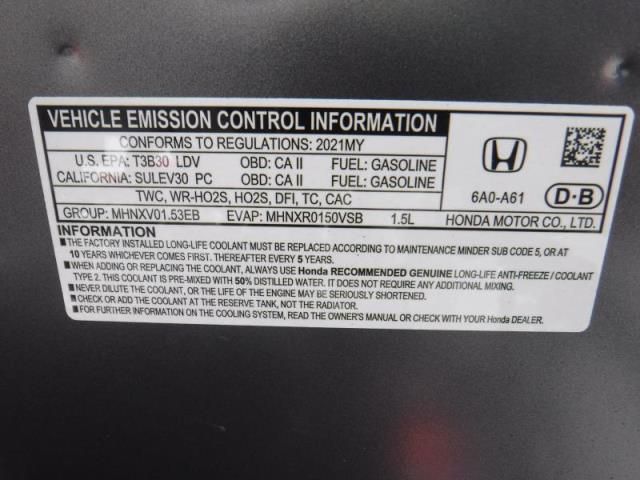 VEHICLE EMISSION CONTROL INFORMATION
CONFORMS TO REGULATIONS: 2021MY
U.S. EPA: T3B30 LDV OBD: CA II FUEL: GASOLINE
CALIFORNIA: SULEV30 PC OBD: CA II FUEL: GASOLINE
TWC, WR-HO2S, HO2S, DFI, TC, CAC
GROUP: MHNXV01.53EB EVAP: MHNXR0150VSB 1.5L
6A0-A61 D·B
HONDA MOTOR CO., LTD.
INFORMATION
■THE FACTORY INSTALLED LONG-LIFE COOLANT MUST BE REPLACED ACCORDING TO MAINTENANCE MINDER SUB CODE 5, OR AT
10 YEARS WHICHEVER COMES FIRST. THEREAFTER EVERY 5 YEARS.
■WHEN ADDING OR REPLACING THE COOLANT, ALWAYS USE Honda RECOMMENDED GENUINE LONG-LIFE ANTI-FREEZE / COOLANT
TYPE 2. THIS COOLANT IS PRE-MIXED WITH 50% DISTILLED WATER. IT DOES NOT REQUIRE ANY ADDITIONAL MIXING.
■NEVER DILUTE THE COOLANT, OR THE LIFE OF THE ENGINE MAY BE SERIOUSLY SHORTENED.
■CHECK OR ADD COOLANT AT THE RESERVE TANK, NOT THE RADIATOR.
■FOR FURTHER INFORMATION ON THE COOLING SYSTEM, READ THE OWNER'S MANUAL OR CHECK WITH YOUR Honda DEALER.